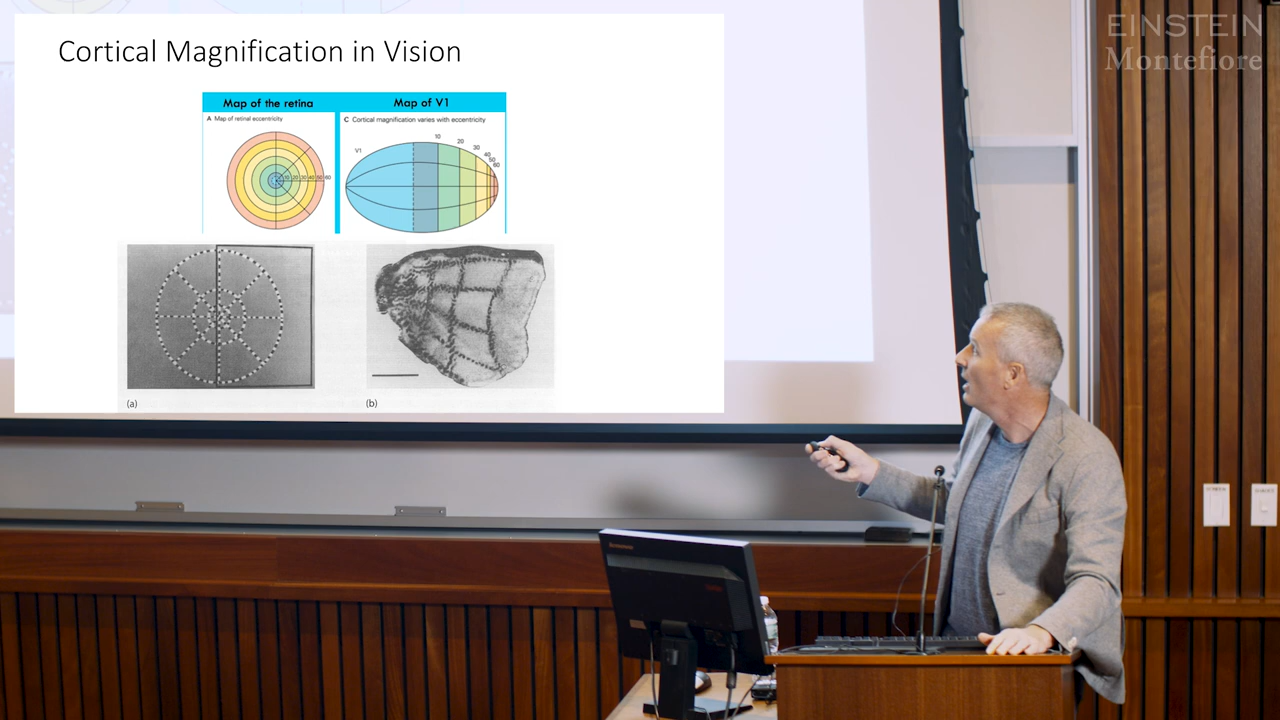 EINSTEIN
Montefiore
Cortical Magnification in Vision
Map of the retina
Map of V1
A Map of retinal eccentricity
C Cortical magnification varies with eccentricity
V1
10
20
30
40
50
60
10 20 30 40 50 60
(a)
(b)
lenovo